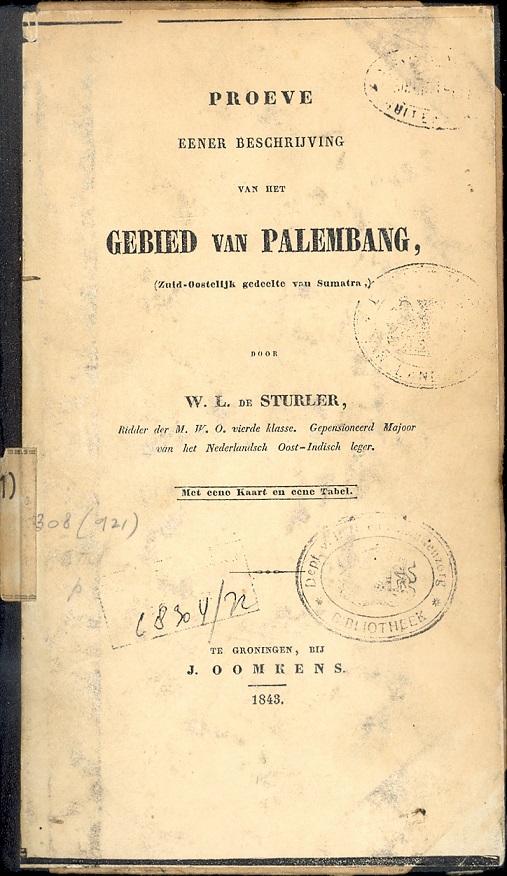 PROEVE
EENER BESCHRIJVING
VAN HET
GEBIED VAN PALEMBANG,
(Zuid-Oostelijk gedeelte van Sumatra,)
DOOR
W. L. DE STURLER,
Ridder der M. W. O. vierde klasse. Gepensioneerd Majoor
van het Nederlandsch Oost-Indisch leger.
Met eene Kaart en eene Tabel.
1)
308 (921)
BIBLIOTHEEK
TE GRONINGEN, BIJ
J. OOMKENS.
1843.